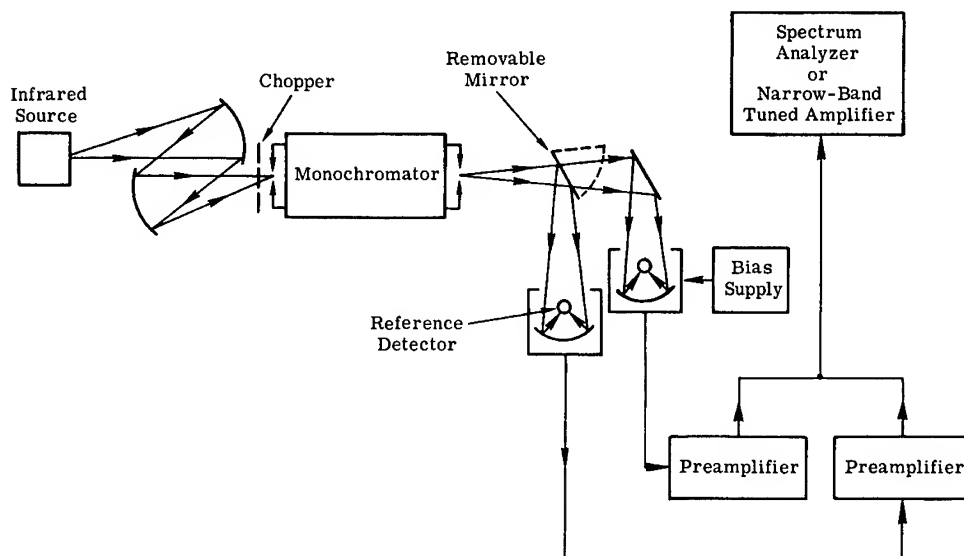 Infrared
Source
Chopper
Removable
Mirror
Spectrum
Analyzer
or
Narrow-Band
Tuned Amplifier
Monochromator
Bias
Supply
Reference
Detector
Preamplifier
Preamplifier